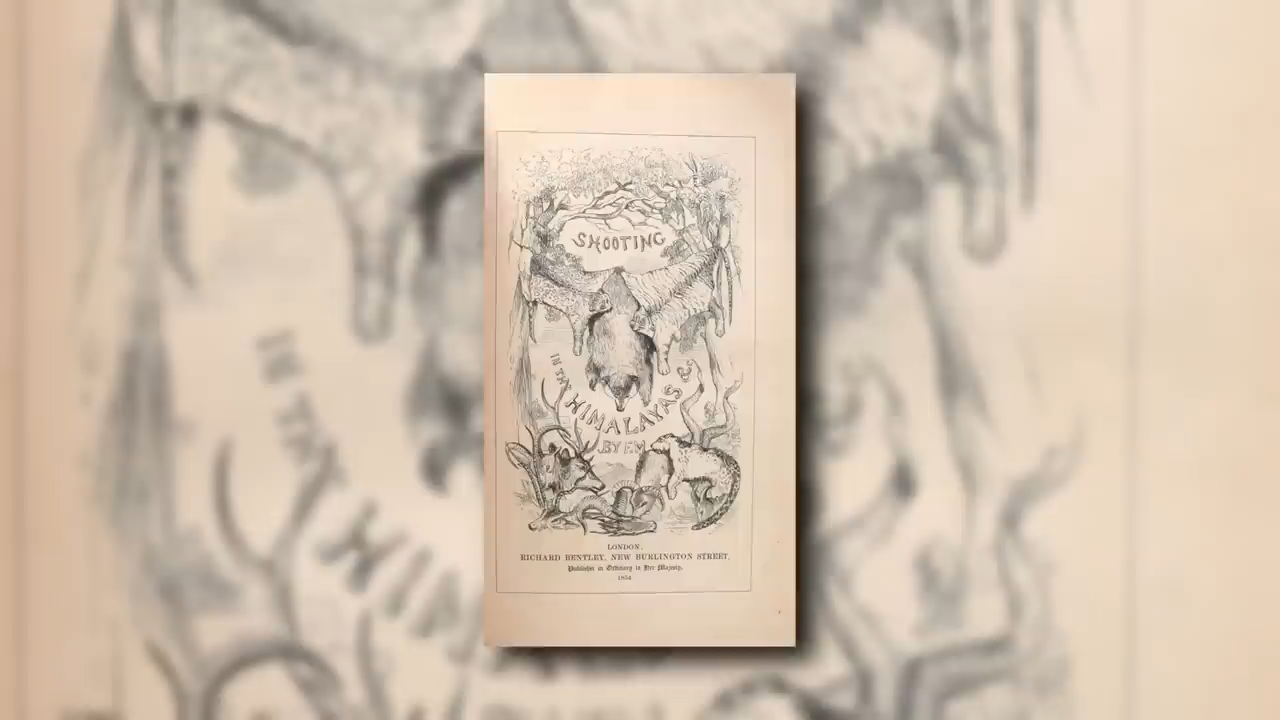 SHOOTING
IN THE
HIMALAYAS &
BY F.M
LONDON:
RICHARD BENTLEY, NEW BURLINGTON STREET,
Publisher in Ordinary to Her Majesty.
1854